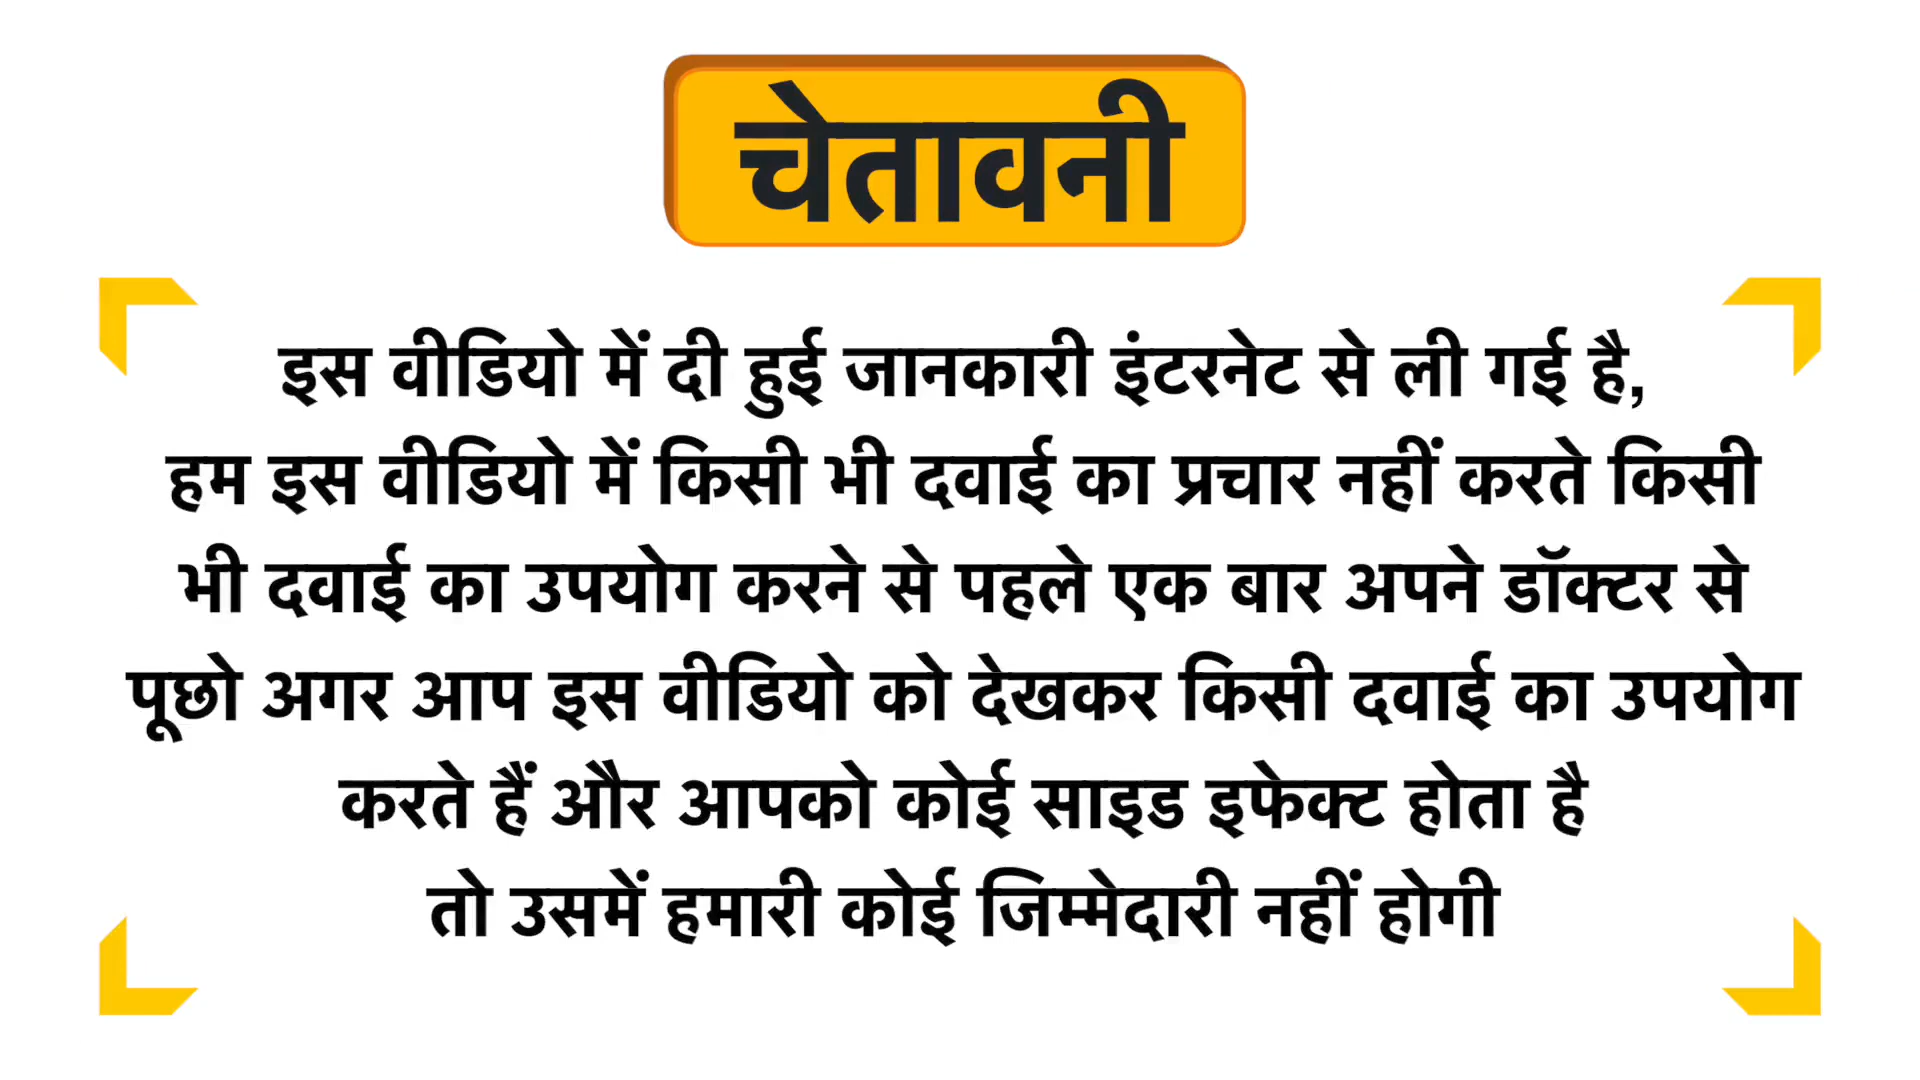 चेतावनी
इस वीडियो में दी हुई जानकारी इंटरनेट से ली गई है,
हम इस वीडियो में किसी भी दवाई का प्रचार नहीं करते किसी
भी दवाई का उपयोग करने से पहले एक बार अपने डॉक्टर से
पूछो अगर आप इस वीडियो को देखकर किसी दवाई का उपयोग
करते हैं और आपको कोई साइड इफेक्ट होता है
तो उसमें हमारी कोई जिम्मेदारी नहीं होगी